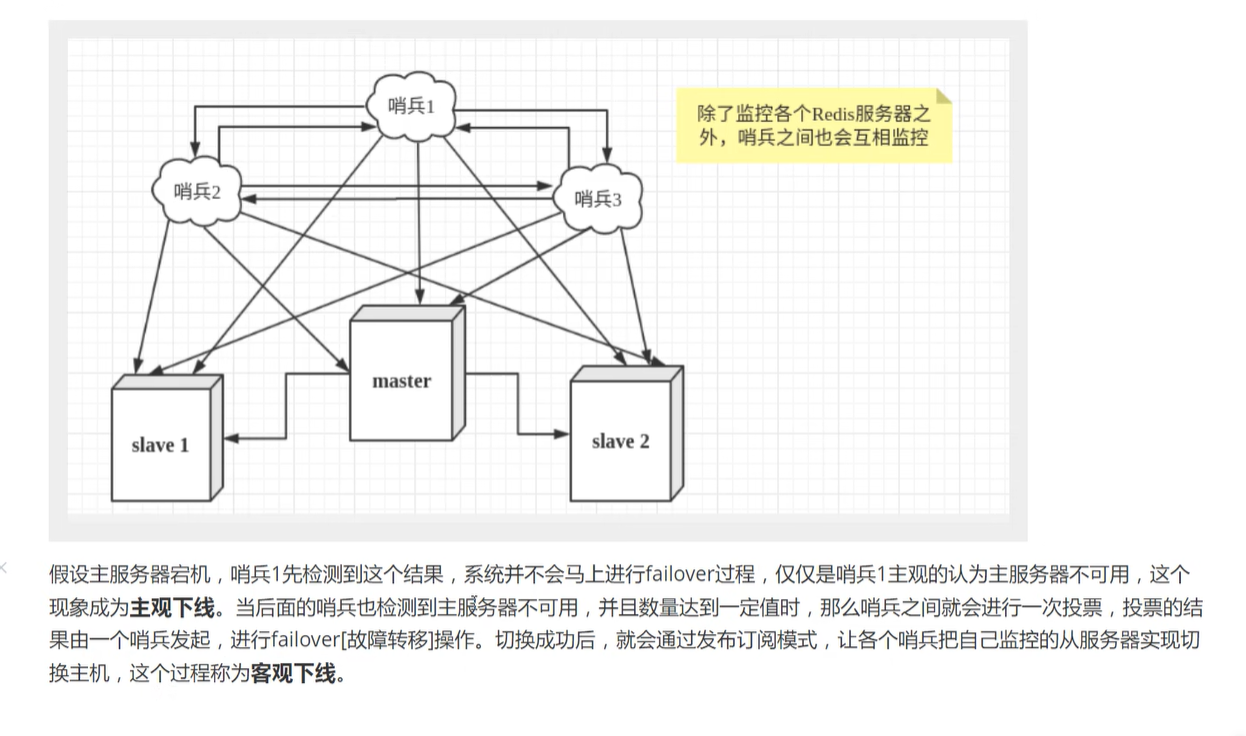 哨兵1
除了监控各个Redis服务器之
外，哨兵之间也会互相监控
哨兵2
哨兵3
master
slave 1
slave 2
假设主服务器宕机，哨兵1先检测到这个结果，系统并不会马上进行failover过程，仅仅是哨兵1主观的认为主服务器不可用，这个
现象成为主观下线。当后面的哨兵也检测到主服务器不可用，并且数量达到一定值时，那么哨兵之间就会进行一次投票，投票的结
果由一个哨兵发起，进行failover[故障转移]操作。切换成功后，就会通过发布订阅模式，让各个哨兵把自己监控的从服务器实现切
换主机，这个过程称为客观下线。